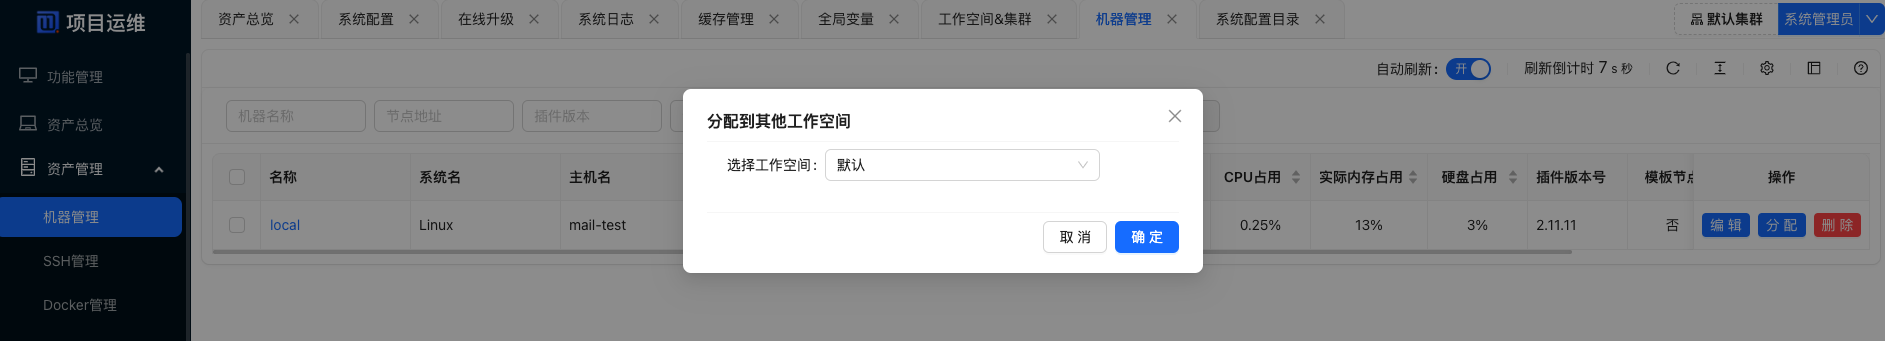 项目运维
资产总览 系统配置 在线升级 系统日志 缓存管理 全局变量 工作空间&集群 机器管理 系统配置目录 默认集群 系统管理员
功能管理
资产总览
资产管理
机器管理
SSH管理
Docker管理
自动刷新: 开 刷新倒计时 7 s 秒
机器名称 节点地址 插件版本
名称 系统名 主机名 CPU占用 实际内存占用 硬盘占用 插件版本号 模板节点 操作
local Linux mail-test 0.25% 13% 3% 2.11.11 否 编辑 分配 删除
分配到其他工作空间
选择工作空间: 默认
取消 确定